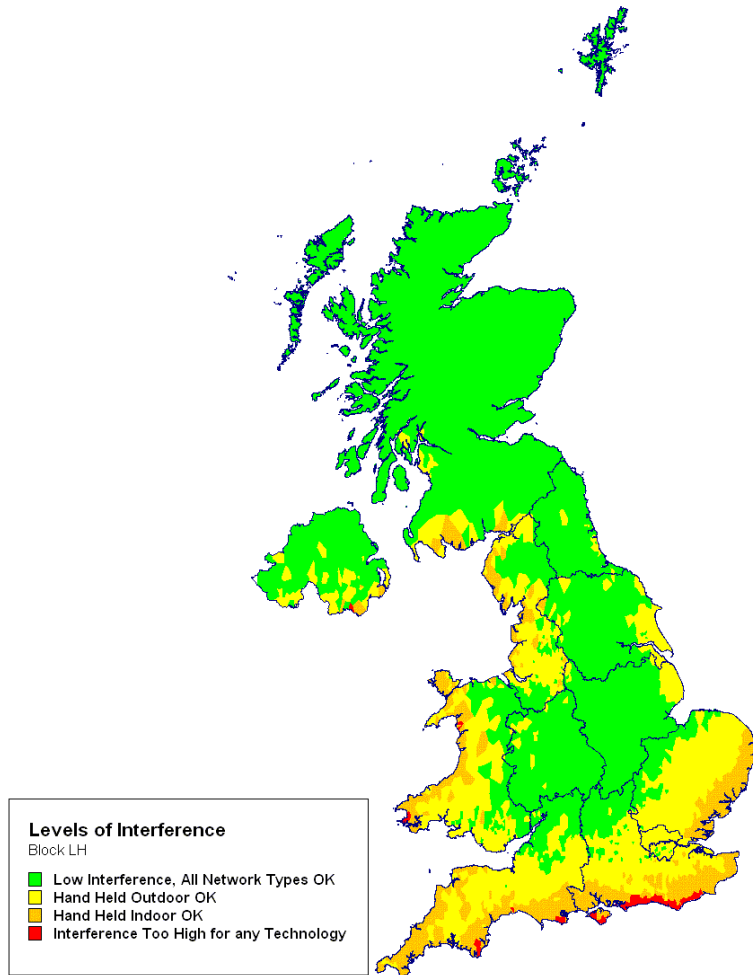 Levels of Interference
Block LH
Low Interference, All Network Types OK
Hand Held Outdoor OK
Hand Held Indoor OK
Interference Too High for any Technology